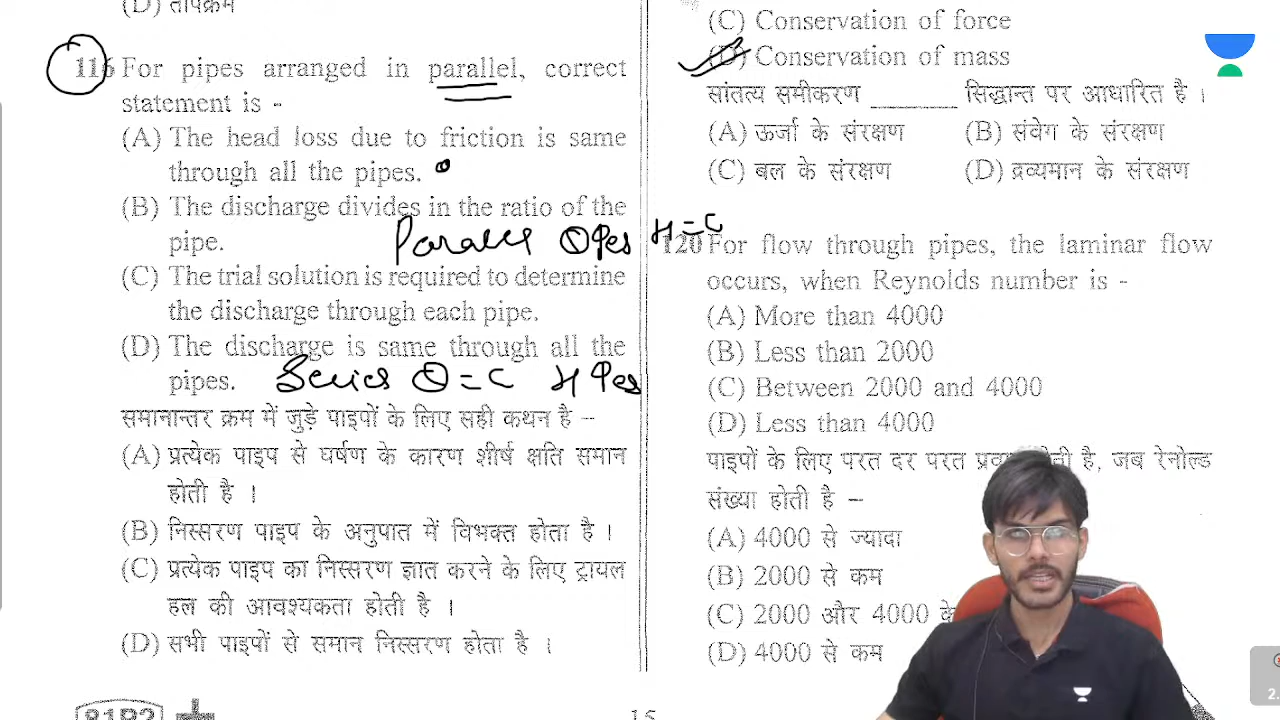 (D) तापक्रम
116 For pipes arranged in parallel, correct
statement is -
(A) The head loss due to friction is same
through all the pipes.
(B) The discharge divides in the ratio of the
pipe.
(C) The trial solution is required to determine
the discharge through each pipe.
(D) The discharge is same through all the
pipes. Series Q = C
समानान्तर क्रम में जुड़े पाइपों के लिए सही कथन है –
(A) प्रत्येक पाइप से घर्षण के कारण शीर्ष क्षति समान
होती है ।
(B) निस्सरण पाइप के अनुपात में विभक्त होता है ।
(C) प्रत्येक पाइप का निस्सरण ज्ञात करने के लिए ट्रायल
हल की आवश्यकता होती है ।
(D) सभी पाइपों से समान निस्सरण होता है ।
(C) Conservation of force
(D) Conservation of mass
सांतत्य समीकरण ________ सिद्धान्त पर आधारित है ।
(A) ऊर्जा के संरक्षण (B) संवेग के संरक्षण
(C) बल के संरक्षण (D) द्रव्यमान के संरक्षण
H = C
120 For flow through pipes, the laminar flow
occurs, when Reynolds number is -
(A) More than 4000
(B) Less than 2000
(C) Between 2000 and 4000
(D) Less than 4000
पाइपों के लिए परत दर परत होती है, जब रेनोल्ड
संख्या होती है –
(A) 4000 से ज्यादा
(B) 2000 से कम
(C) 2000 और 4000 के
(D) 4000 से कम
15